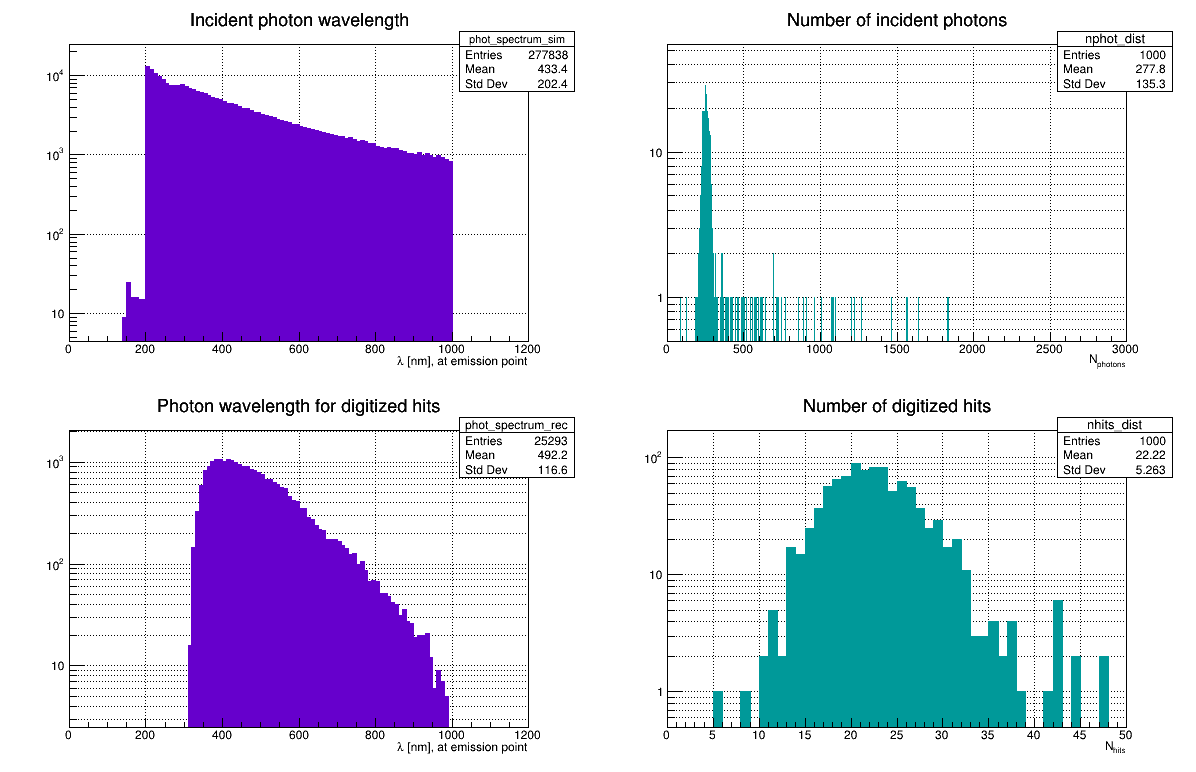 Incident photon wavelength
phot_spectrum_sim
Entries 277838
Mean 433.4
Std Dev 202.4
10^4
10^3
10^2
10
0 200 400 600 800 1000 1200
λ [nm], at emission point
Number of incident photons
nphot_dist
Entries 1000
Mean 277.8
Std Dev 135.3
10
1
0 500 1000 1500 2000 2500 3000
N_photons
Photon wavelength for digitized hits
phot_spectrum_rec
Entries 25293
Mean 492.2
Std Dev 116.6
10^3
10^2
10
0 200 400 600 800 1000 1200
λ [nm], at emission point
Number of digitized hits
nhits_dist
Entries 1000
Mean 22.22
Std Dev 5.263
10^2
10
1
0 5 10 15 20 25 30 35 40 45 50
N_hits